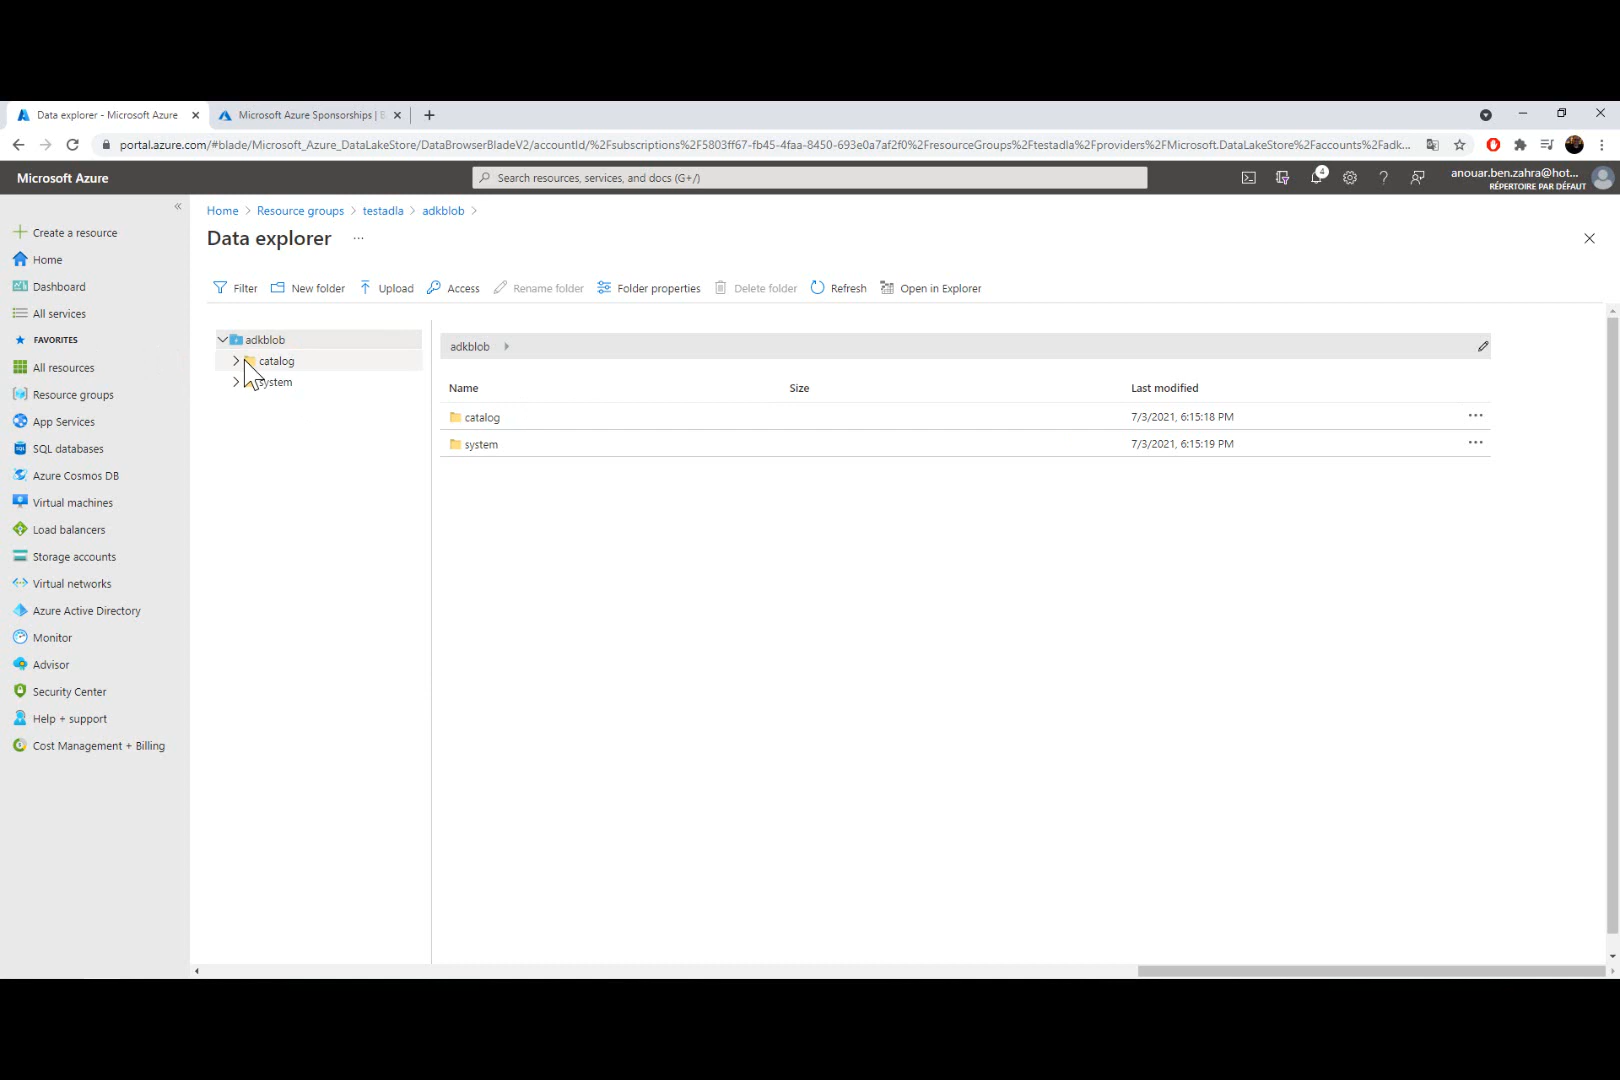 Data explorer - Microsoft Azure
Microsoft Azure Sponsorships |
portal.azure.com/#blade/Microsoft_Azure_DataLakeStore/DataBrowserBladeV2/accountId/%2Fsubscriptions%2F5803ff67-fb45-4faa-8450-693e0a7af2f0%2FresourceGroups%2Ftestadla%2Fproviders%2FMicrosoft.DataLakeStore%2Faccounts%2Fadk...
Microsoft Azure
Search resources, services, and docs (G+/)
4
anouar.ben.zahra@hot...
RÉPERTOIRE PAR DÉFAUT
Create a resource
Home
Dashboard
All services
FAVORITES
All resources
Resource groups
App Services
SQL databases
Azure Cosmos DB
Virtual machines
Load balancers
Storage accounts
Virtual networks
Azure Active Directory
Monitor
Advisor
Security Center
Help + support
Cost Management + Billing
Home > Resource groups > testadla > adkblob >
Data explorer ...
Filter New folder Upload Access Rename folder Folder properties Delete folder Refresh Open in Explorer
adkblob
catalog
system
adkblob
Name Size Last modified
catalog 7/3/2021, 6:15:18 PM
system 7/3/2021, 6:15:19 PM